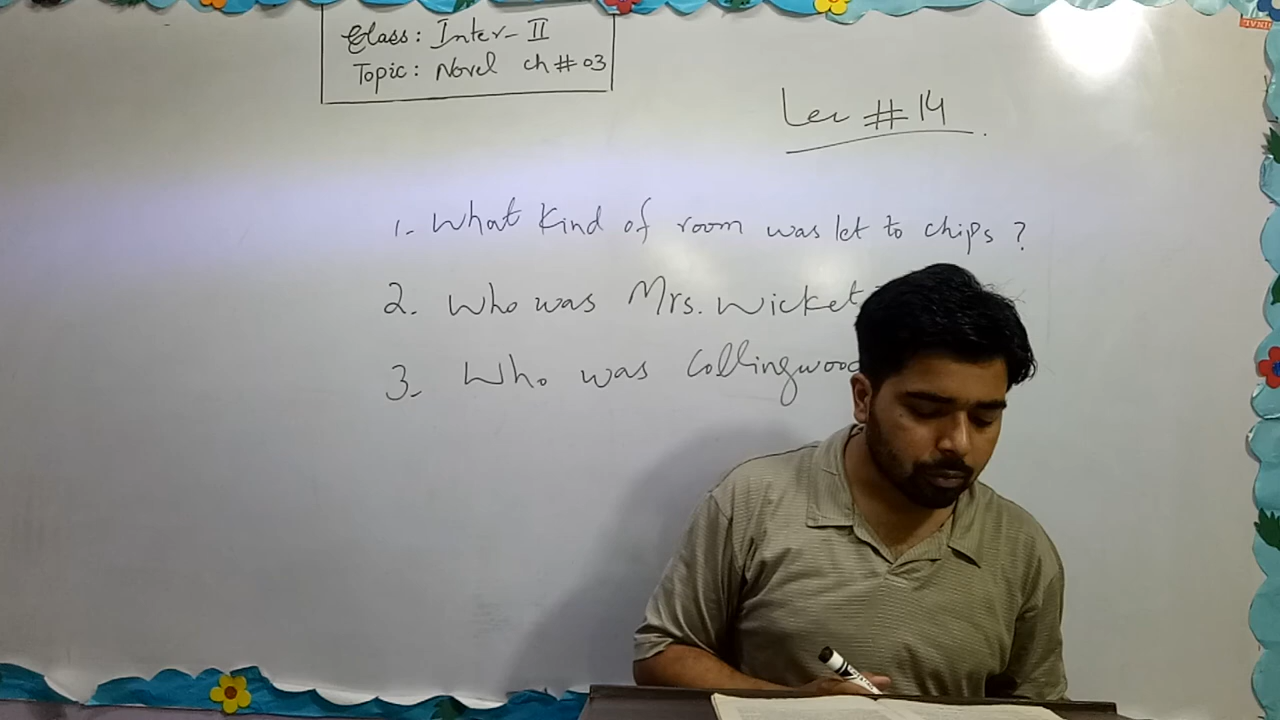 Class: Inter-II
Topic: Novel ch # 03
Lec # 14
1. What kind of room was let to chips ?
2. Who was Mrs. Wicket
3. Who was Collingwood